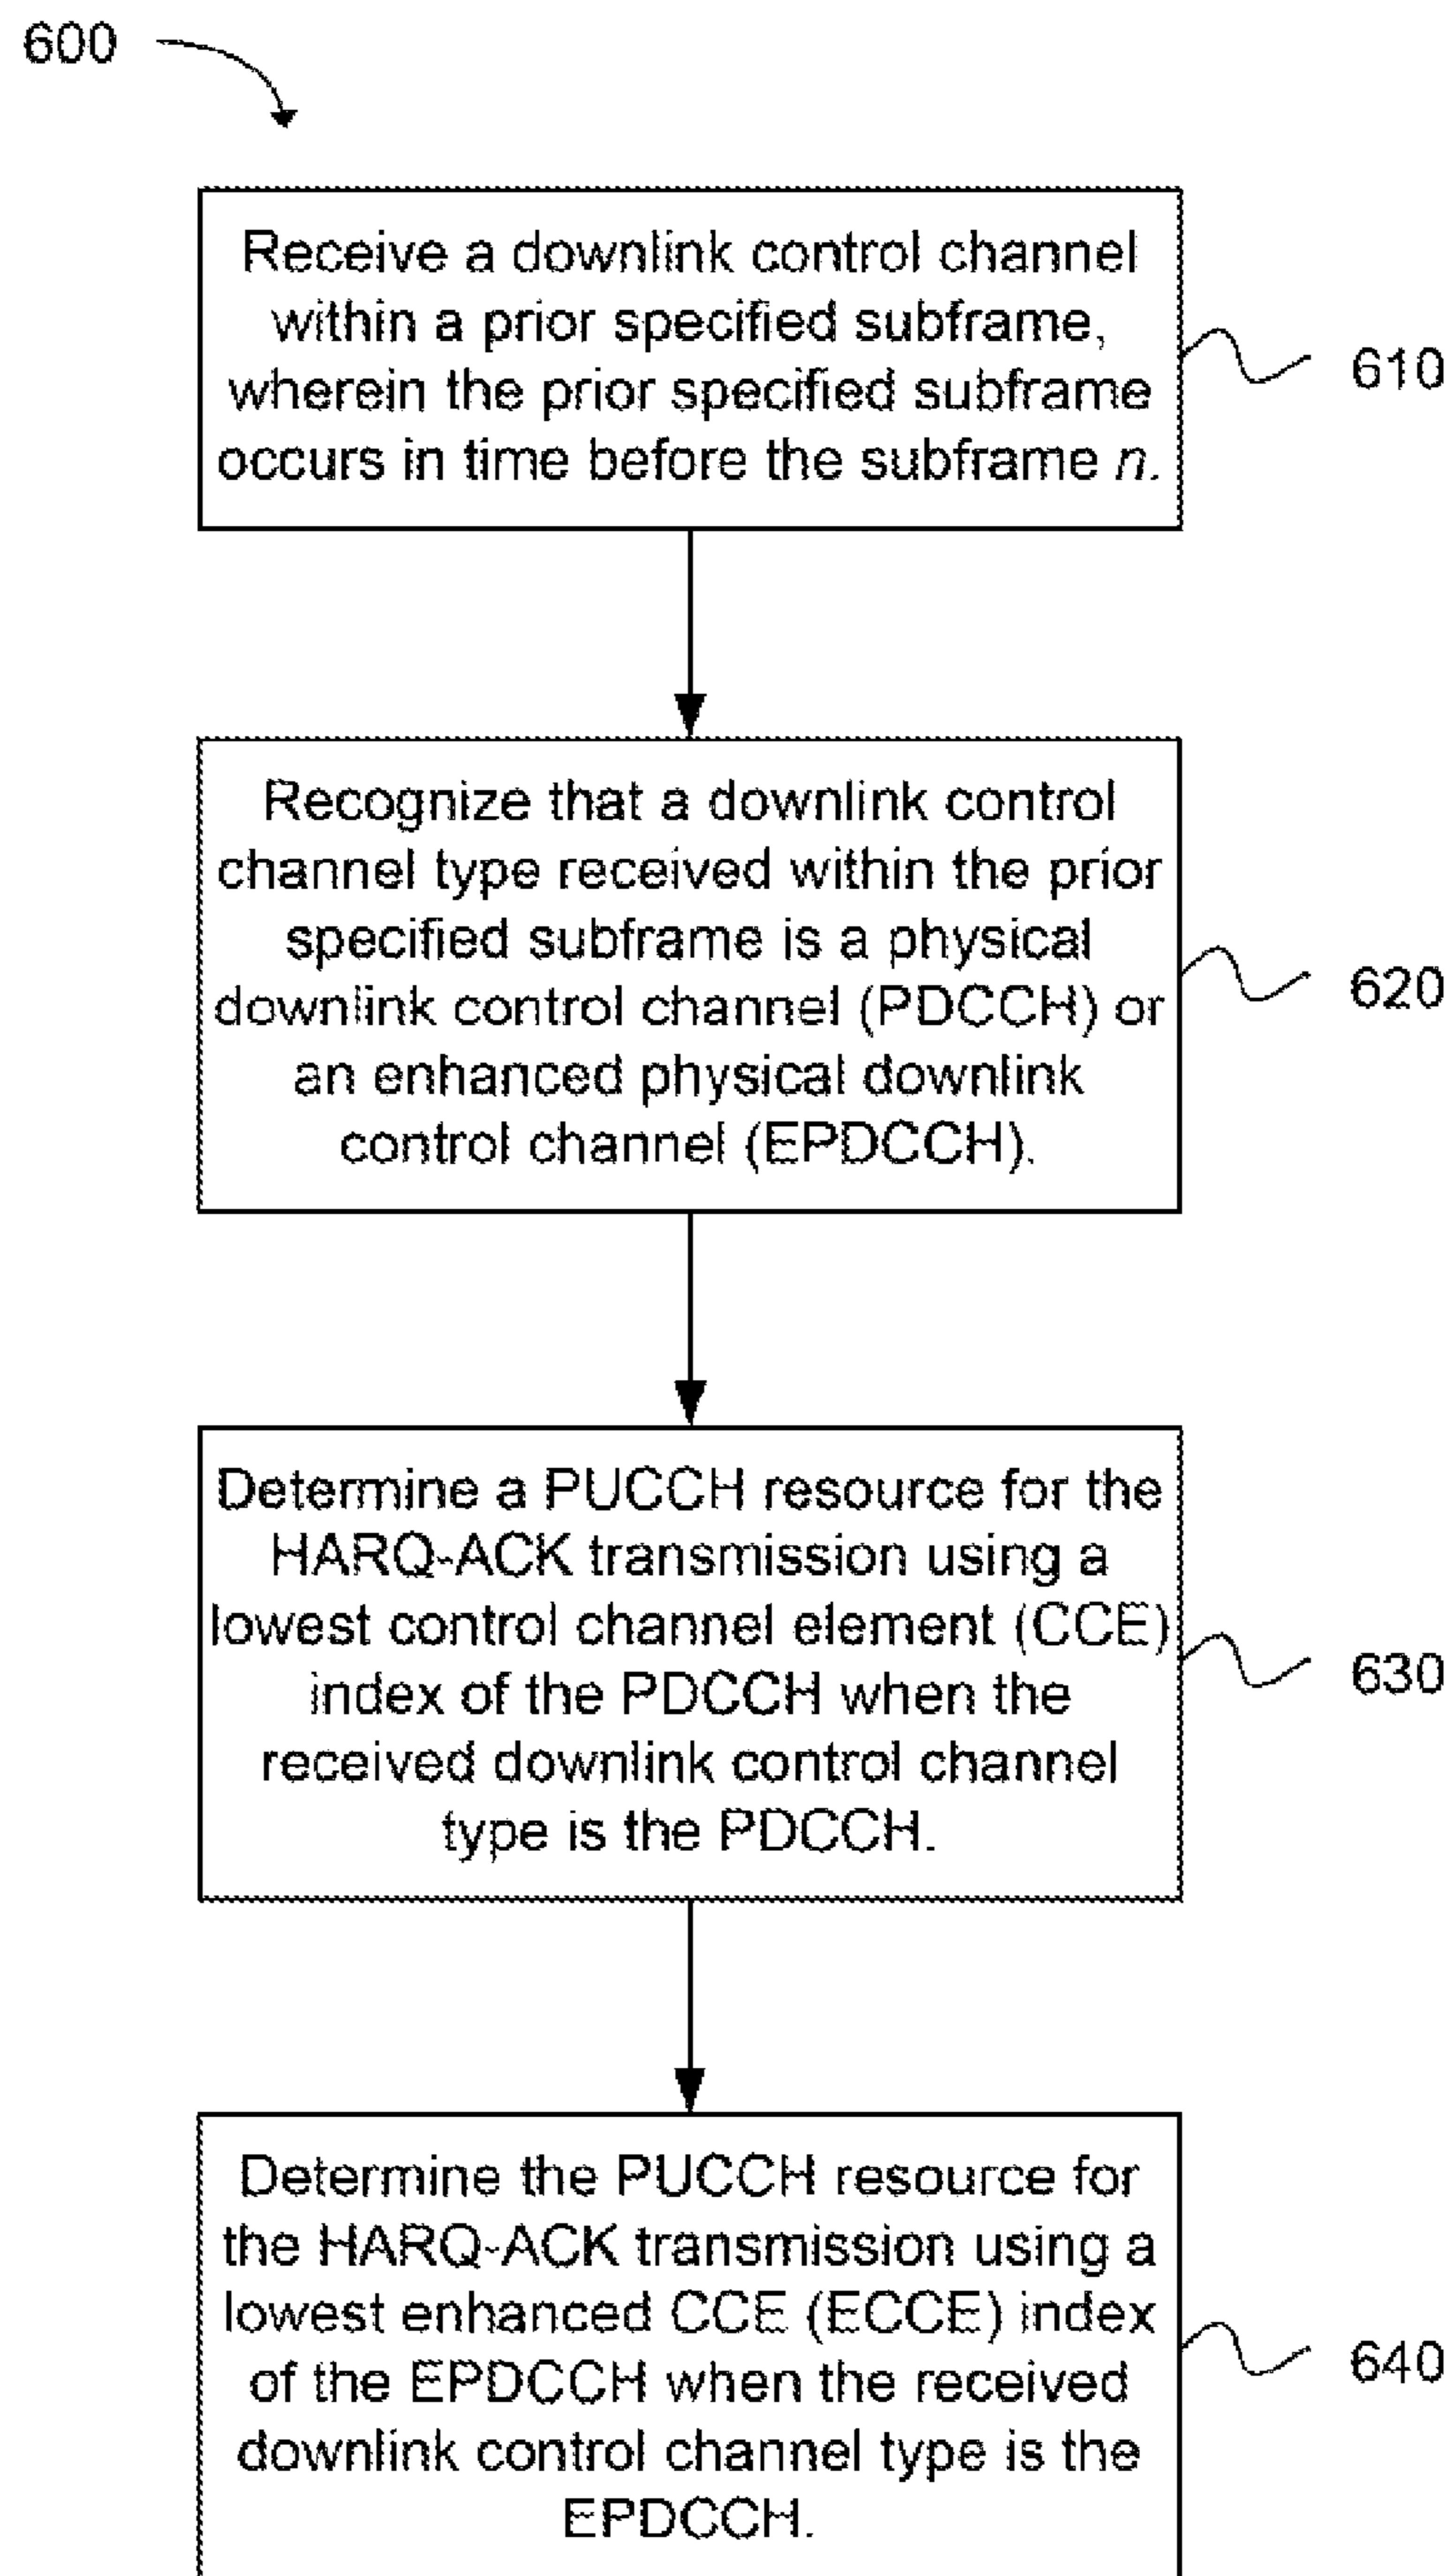 600
Receive a downlink control channel
within a prior specified subframe,
wherein the prior specified subframe
occurs in time before the subframe n.
610
Recognize that a downlink control
channel type received within the prior
specified subframe is a physical
downlink control channel (PDCCH) or
an enhanced physical downlink
control channel (EPDCCH).
620
Determine a PUCCH resource for the
HARQ-ACK transmission using a
lowest control channel element (CCE)
index of the PDCCH when the
received downlink control channel
type is the PDCCH.
630
Determine the PUCCH resource for
the HARQ-ACK transmission using a
lowest enhanced CCE (ECCE) index
of the EPDCCH when the received
downlink control channel type is the
EPDCCH.
640